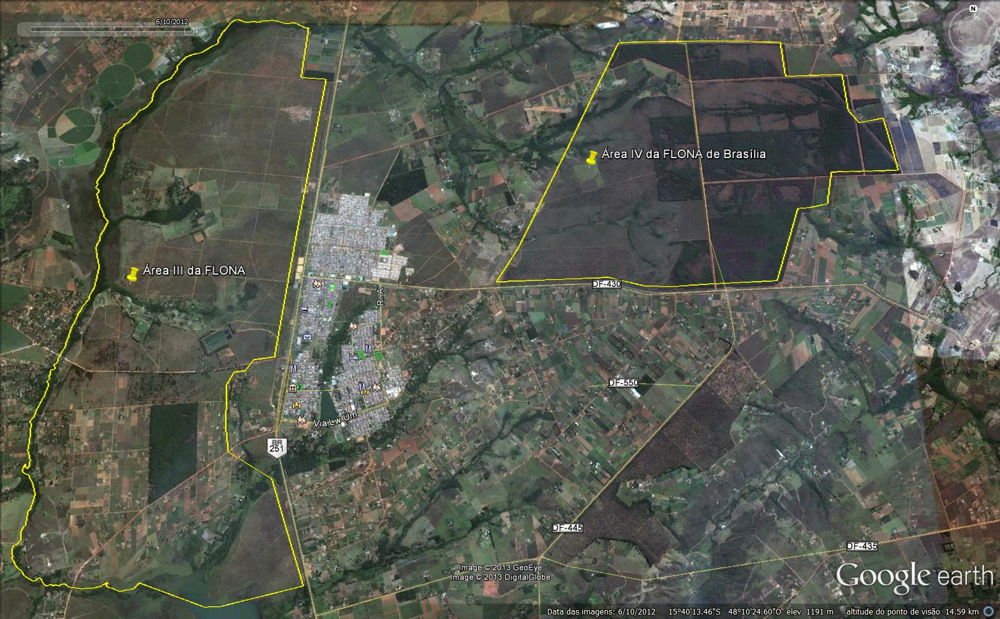 6/10/2012
N
Área IV da FLONA de Brasília
Área III da FLONA
DF-430
R. A
DF-550
Via Lw Um
BR
251
DF-445
DF-435
Image © 2013 GeoEye
Image © 2013 DigitalGlobe
Google earth
Data das imagens: 6/10/2012 15°40'13.46"S 48°10'24.60"O elev 1191 m altitude do ponto de visão 14.59 km